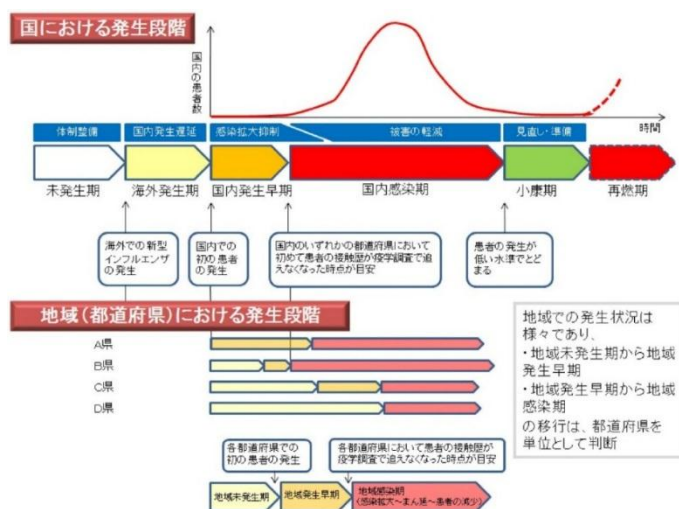 国における発生段階
国内の患者数
時間
体制整備
国内発生遅延
感染拡大抑制
被害の軽減
見直し・準備
未発生期
海外発生期
国内発生早期
国内感染期
小康期
再燃期
海外での新型
インフルエンザ
の発生
国内での
初の患者
の発生
国内のいずれかの都道府県において
初めて患者の接触歴が疫学調査で追
えなくなった時点が目安
患者の発生が
低い水準でとど
まる
地域（都道府県）における発生段階
A県
B県
C県
D県
地域での発生状況は
様々であり、
・地域未発生期から地域
発生早期
・地域発生早期から地域
感染期
の移行は、都道府県を
単位として判断
各都道府県での
初の患者の発生
各都道府県において患者の接触歴が
疫学調査で追えなくなった時点が目安
地域未発生期
地域発生早期
地域感染期
（感染拡大～まん延～患者の減少）